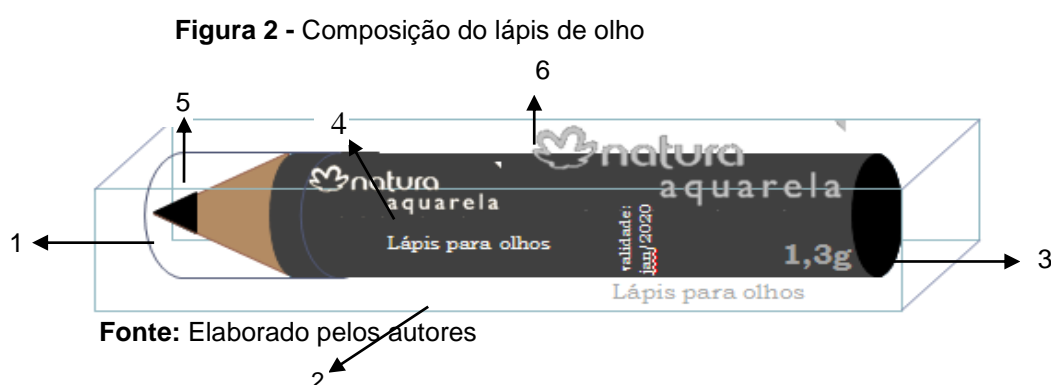 Figura 2 - Composição do lápis de olho
6
5
4
natura
aquarela
natura
aquarela
Lápis para olhos
validade:
jan/2020
1,3g
1
3
Lápis para olhos
Fonte: Elaborado pelos autores
2